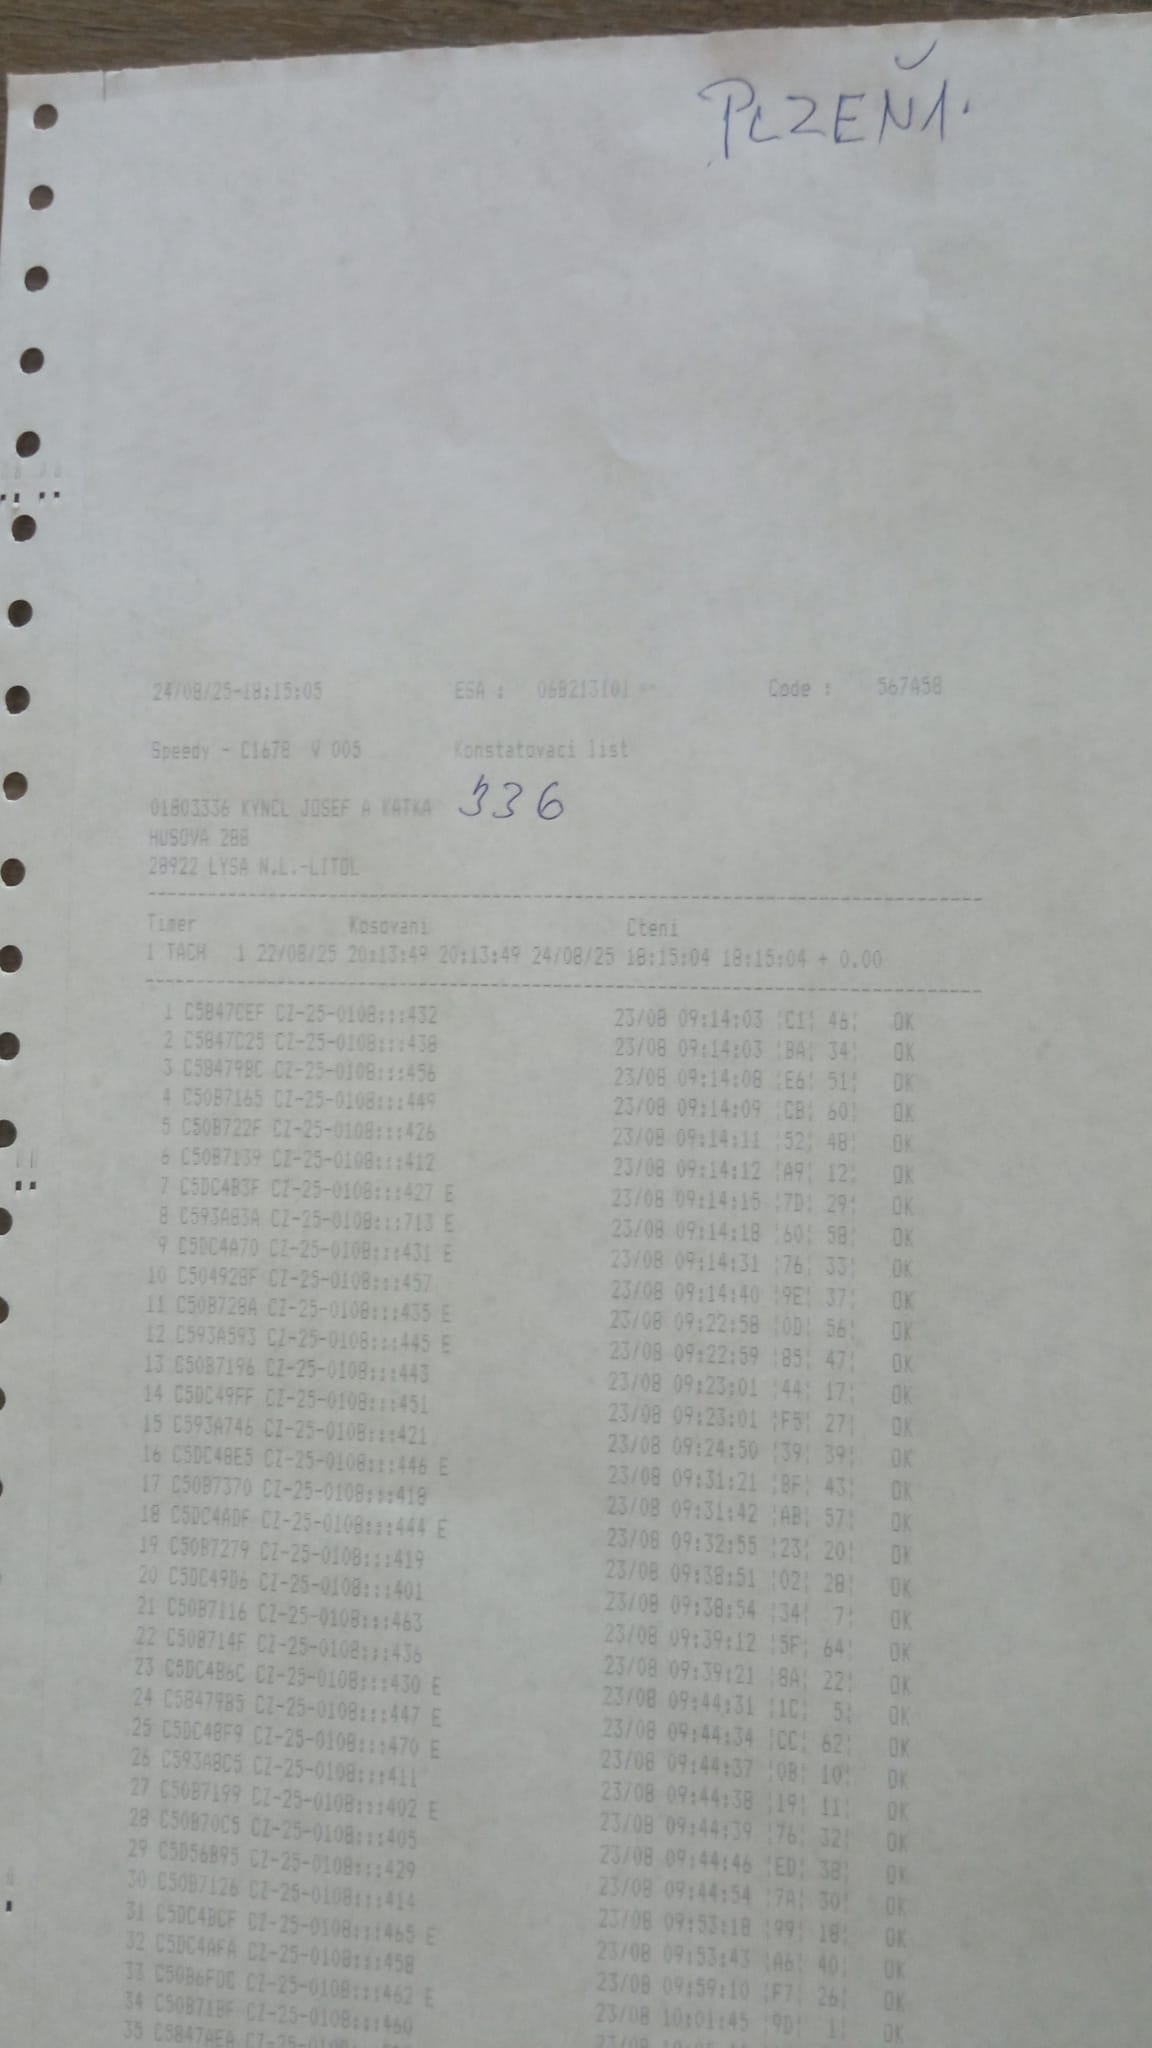 PLZEŇ 1.
24/08/25-18:15:05 ESA : 06B213101 Code : 567A58
Speedy - C1678 V 005 Konstatovaci list
01803336 KYNCL JOSEF A KATKA 336
HUSOVA 288
28922 LYSA N.L.-LITOL
Timer Kosovani Cteni
1 TACH 1 22/08/25 20:13:49 20:13:49 24/08/25 18:15:04 18:15:04 + 0.00
1 C5847CEF CZ-25-0108:::432 23/08 09:14:03 ¦C1¦ 46¦ OK
2 C5847C25 CZ-25-0108:::438 23/08 09:14:03 ¦BA¦ 34¦ OK
3 C58479BC CZ-25-0108:::456 23/08 09:14:08 ¦E6¦ 51¦ OK
4 C50B7165 CZ-25-0108:::449 23/08 09:14:09 ¦CB¦ 60¦ OK
5 C50B722F CZ-25-0108:::426 23/08 09:14:11 ¦52¦ 48¦ OK
6 C50B7139 CZ-25-0108:::412 23/08 09:14:12 ¦A9¦ 12¦ OK
7 C5DC4B3F CZ-25-0108:::427 E 23/08 09:14:15 ¦7D¦ 29¦ OK
8 C593A83A CZ-25-0108:::713 E 23/08 09:14:18 ¦60¦ 58¦ OK
9 C5DC4A70 CZ-25-0108:::431 E 23/08 09:14:31 ¦76¦ 33¦ OK
10 C504928F CZ-25-0108:::457 23/08 09:14:40 ¦9E¦ 37¦ OK
11 C50B728A CZ-25-0108:::435 E 23/08 09:22:58 ¦0D¦ 56¦ OK
12 C593A593 CZ-25-0108:::445 E 23/08 09:22:59 ¦85¦ 47¦ OK
13 C50B7196 CZ-25-0108:::443 23/08 09:23:01 ¦44¦ 17¦ OK
14 C5DC49FF CZ-25-0108:::451 23/08 09:23:01 ¦F5¦ 27¦ OK
15 C593A746 CZ-25-0108:::421 23/08 09:24:50 ¦39¦ 39¦ OK
16 C5DC48E5 CZ-25-0108:::446 E 23/08 09:31:21 ¦BF¦ 43¦ OK
17 C50B7370 CZ-25-0108:::418 23/08 09:31:42 ¦AB¦ 57¦ OK
18 C5DC4ADF CZ-25-0108:::444 E 23/08 09:32:55 ¦23¦ 20¦ OK
19 C50B7279 CZ-25-0108:::419 23/08 09:38:51 ¦02¦ 28¦ OK
20 C5DC49D6 CZ-25-0108:::401 23/08 09:38:54 ¦34¦ 7¦ OK
21 C50B7116 CZ-25-0108:::463 23/08 09:39:12 ¦5F¦ 64¦ OK
22 C50B714F CZ-25-0108:::436 23/08 09:39:21 ¦8A¦ 22¦ OK
23 C5DC4B6C CZ-25-0108:::430 E 23/08 09:44:31 ¦1C¦ 5¦ OK
24 C58479B5 CZ-25-0108:::447 E 23/08 09:44:34 ¦CC¦ 62¦ OK
25 C5DC48F9 CZ-25-0108:::470 E 23/08 09:44:37 ¦0B¦ 10¦ OK
26 C593A8C5 CZ-25-0108:::411 23/08 09:44:38 ¦19¦ 11¦ OK
27 C50B7199 CZ-25-0108:::402 E 23/08 09:44:39 ¦76¦ 32¦ OK
28 C50B70C5 CZ-25-0108:::405 23/08 09:44:46 ¦ED¦ 38¦ OK
29 C5D56B95 CZ-25-0108:::429 23/08 09:44:54 ¦7A¦ 30¦ OK
30 C50B7126 CZ-25-0108:::414 23/08 09:53:18 ¦99¦ 18¦ OK
31 C5DC4BCF CZ-25-0108:::465 E 23/08 09:53:43 ¦A6¦ 40¦ OK
32 C5DC4AFA CZ-25-0108:::458 23/08 09:59:10 ¦F7¦ 26¦ OK
33 C50B6FDC CZ-25-0108:::462 E 23/08 10:01:45 ¦9D¦ 1¦ OK
34 C50B71BF CZ-25-0108:::460
35 C5847AEA